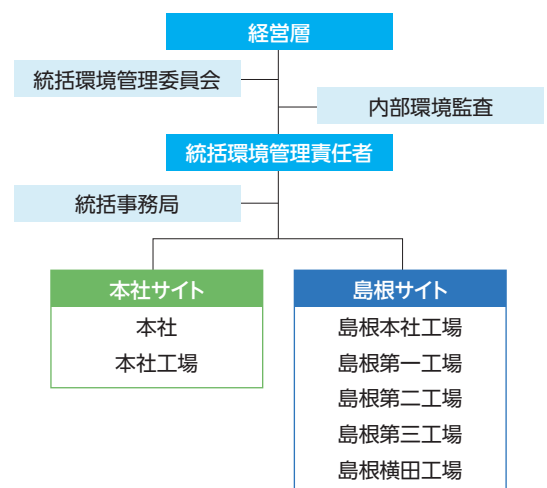 経営層
統括環境管理委員会
内部環境監査
統括環境管理責任者
統括事務局
本社サイト
本社
本社工場
島根サイト
島根本社工場
島根第一工場
島根第二工場
島根第三工場
島根横田工場